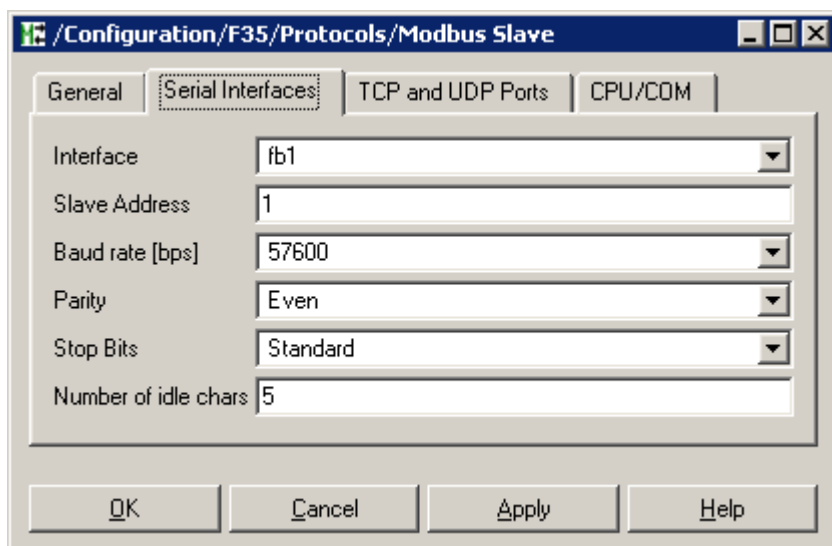 /Configuration/F35/Protocols/Modbus Slave
General Serial Interfaces TCP and UDP Ports CPU/COM
Interface fb1
Slave Address 1
Baud rate [bps] 57600
Parity Even
Stop Bits Standard
Number of idle chars 5
OK Cancel Apply Help